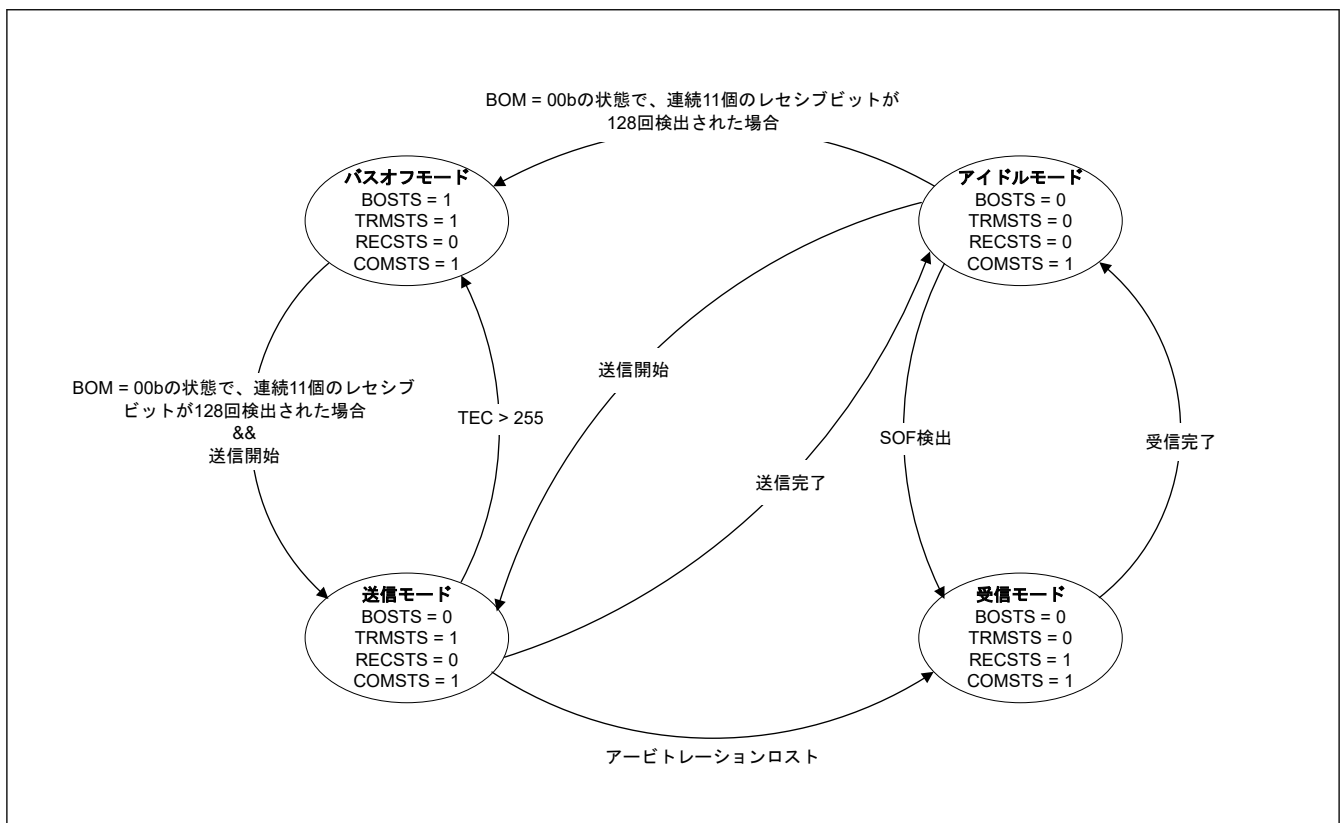 BOM = 00bの状態で、連続11個のレセシブビットが
128回検出された場合
バスオフモード
BOSTS = 1
TRMSTS = 1
RECSTS = 0
COMSTS = 1
アイドルモード
BOSTS = 0
TRMSTS = 0
RECSTS = 0
COMSTS = 1
BOM = 00bの状態で、連続11個のレセシブ
ビットが128回検出された場合
&&
送信開始
TEC > 255
送信開始
送信完了
SOF検出
受信完了
送信モード
BOSTS = 0
TRMSTS = 1
RECSTS = 0
COMSTS = 1
受信モード
BOSTS = 0
TRMSTS = 0
RECSTS = 1
COMSTS = 1
アービトレーションロスト